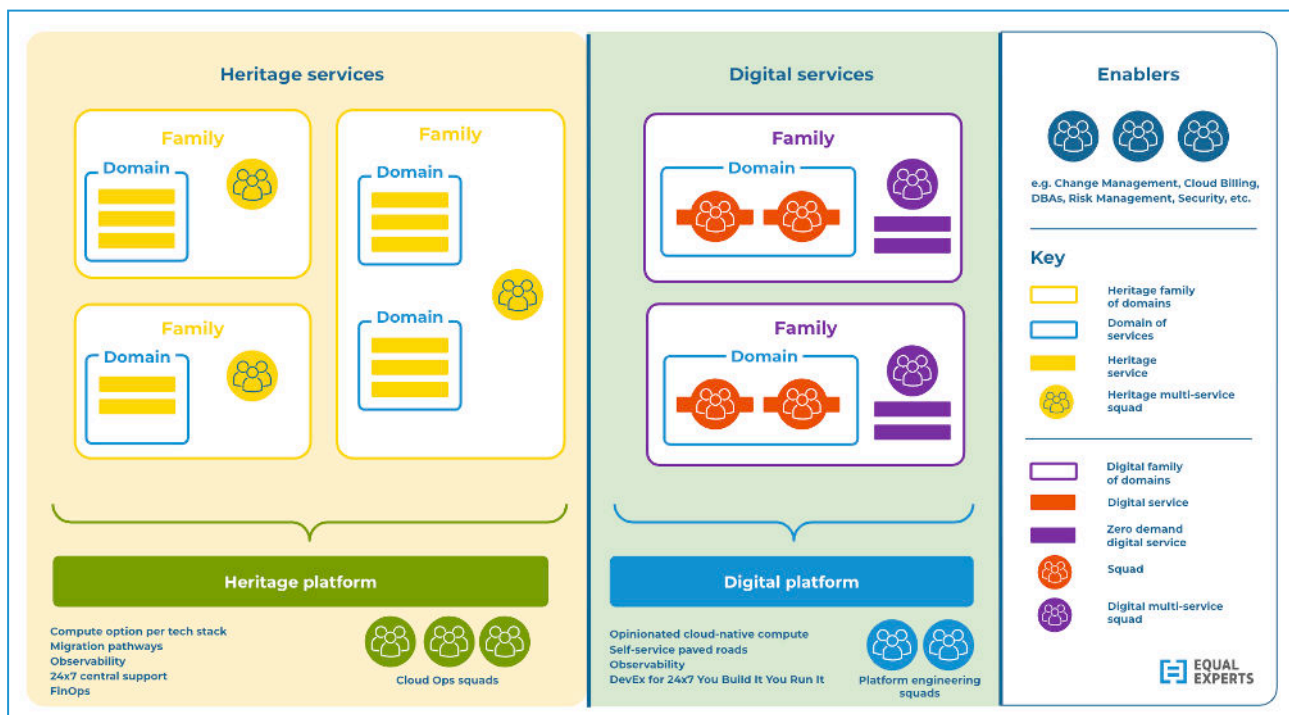 Heritage services
Family
Domain
Family
Domain
Domain
Family
Domain
Heritage platform
Compute option per tech stack
Migration pathways
Observability
24x7 central support
FinOps
Cloud Ops squads
Digital services
Family
Domain
Family
Domain
Digital platform
Opinionated cloud-native compute
Self-service paved roads
Observability
DevEx for 24x7 You Build It You Run It
Platform engineering
squads
Enablers
e.g. Change Management, Cloud Billing,
DBAs, Risk Management, Security, etc.
Key
Heritage family
of domains
Domain of
services
Heritage
service
Heritage multi-service
squad
Digital family
of domains
Digital service
Zero demand
digital service
Squad
Digital multi-service
squad
EQUAL
EXPERTS